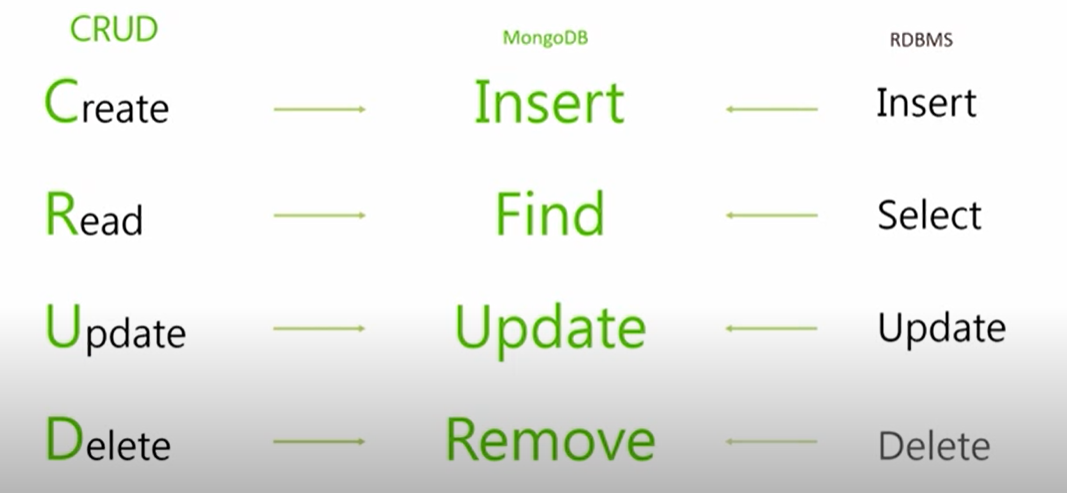 CRUD MongoDB RDBMS
Create Insert Insert
Read Find Select
Update Update Update
Delete Remove Delete